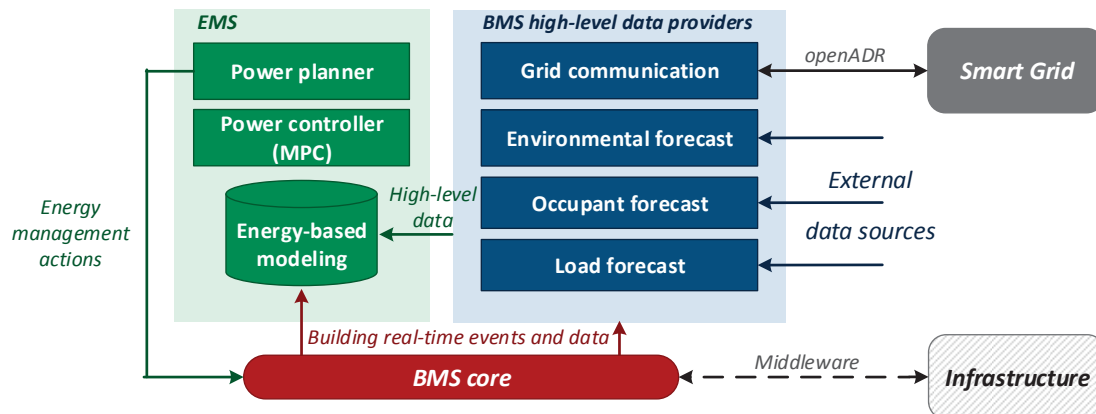 EMS
BMS high-level data providers
Power planner
Grid communication
openADR
Smart Grid
Power controller
(MPC)
Environmental forecast
High-level
data
Occupant forecast
External
data sources
Energy
management
actions
Energy-based
modeling
Load forecast
Building real-time events and data
BMS core
Middleware
Infrastructure